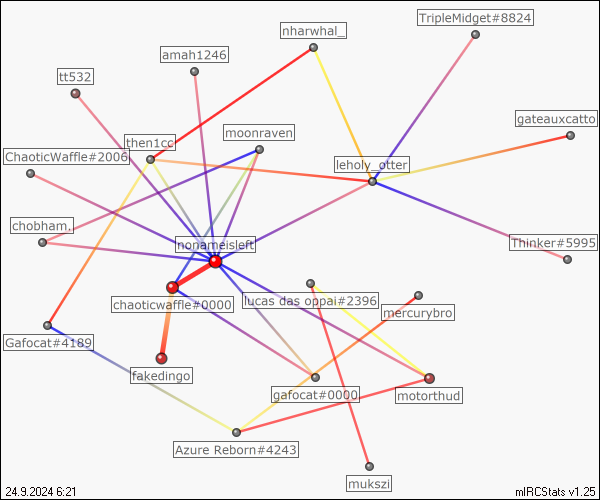 TripleMidget#8824
nharwhal_
amah1246
tt532
gateauxcatto
moonraven
then1cc
ChaoticWaffle#2006
leholy_otter
chobham.
nonameisleft
Thinker#5995
chaoticwaffle#0000
lucas das oppai#2396
mercurybro
Gafocat#4189
fakedingo
gafocat#0000
motorthud
Azure Reborn#4243
mukszi
24.9.2024 6:21
mIRCStats v1.25